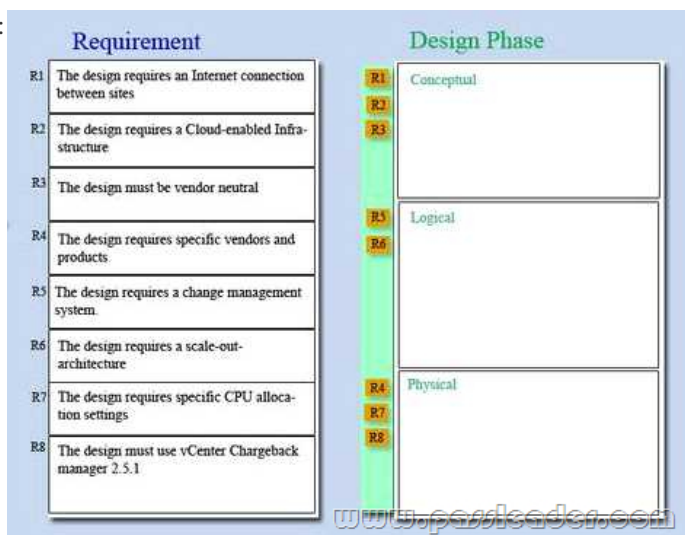 :
Requirement
R1 The design requires an Internet connection
between sites
R2 The design requires a Cloud-enabled Infra-
structure
R3 The design must be vendor neutral
R4 The design requires specific vendors and
products
R5 The design requires a change management
system.
R6 The design requires a scale-out-
architecture
R7 The design requires specific CPU alloca-
tion settings
R8 The design must use vCenter Chargeback
manager 2.5.1
Design Phase
R1 Conceptual
R2
R3
R5 Logical
R6
R4 Physical
R7
R8
www.passleader.com